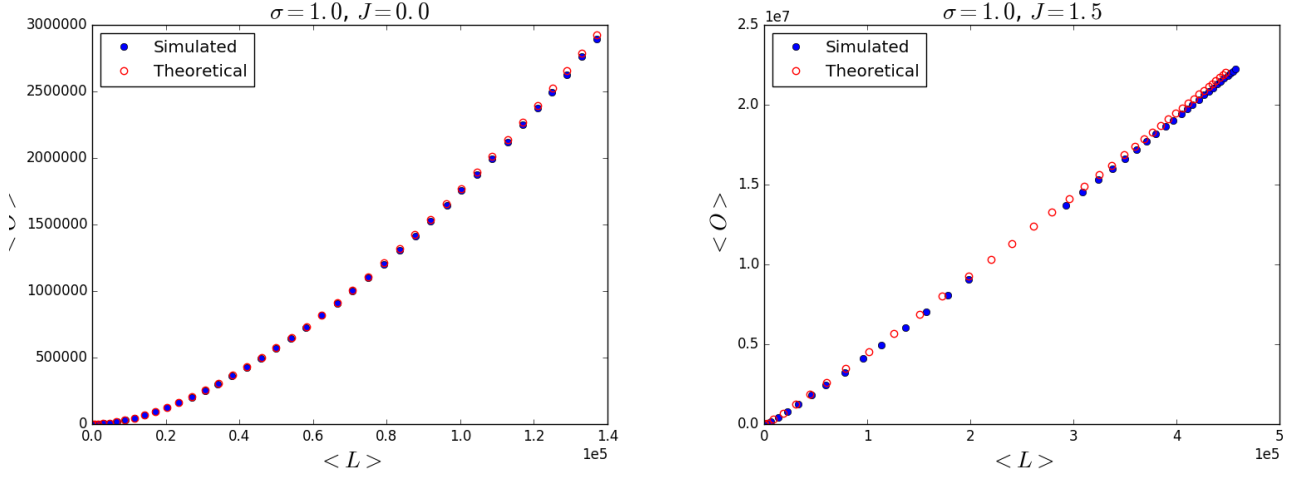 σ = 1.0, J = 0.0
3000000
2500000
2000000
1500000
1000000
500000
0
Simulated
Theoretical
< O >
0.0 0.2 0.4 0.6 0.8 1.0 1.2 1.4
1e5
< L >
σ = 1.0, J = 1.5
1e7
2.5
2.0
1.5
1.0
0.5
0.0
Simulated
Theoretical
< O >
0 1 2 3 4 5
1e5
< L >